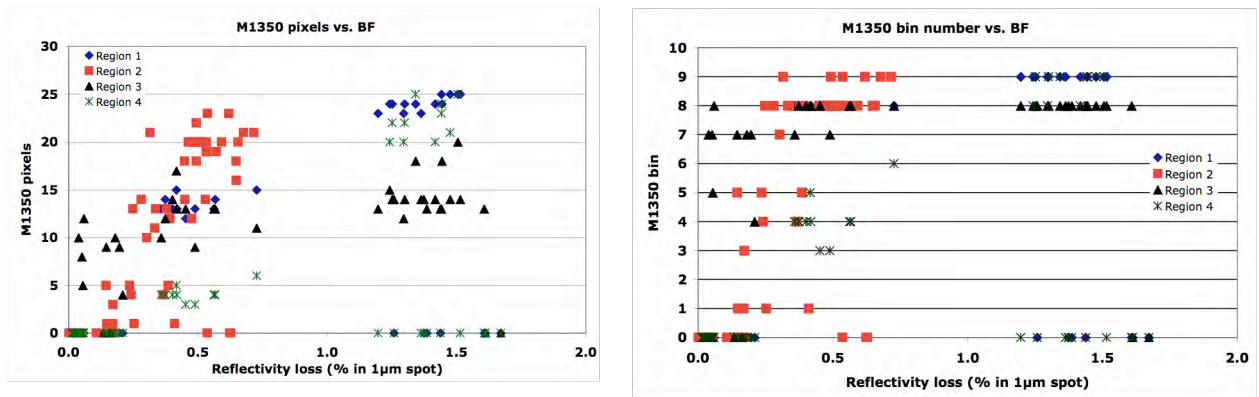 M1350 pixels vs. BF
30
25
20
15
10
5
0
M1350 pixels
Region 1
Region 2
Region 3
Region 4
0.0 0.5 1.0 1.5 2.0
Reflectivity loss (% in 1µm spot)
M1350 bin number vs. BF
10
9
8
7
6
5
4
3
2
1
0
M1350 bin
Region 1
Region 2
Region 3
Region 4
0.0 0.5 1.0 1.5 2.0
Reflectivity loss (% in 1µm spot)